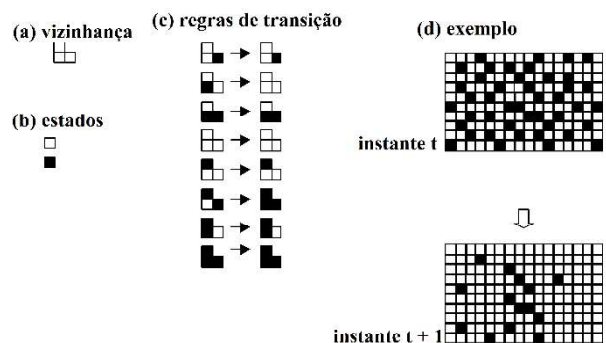 (a) vizinhança
(b) estados
(c) regras de transição
(d) exemplo
instante t
instante t + 1